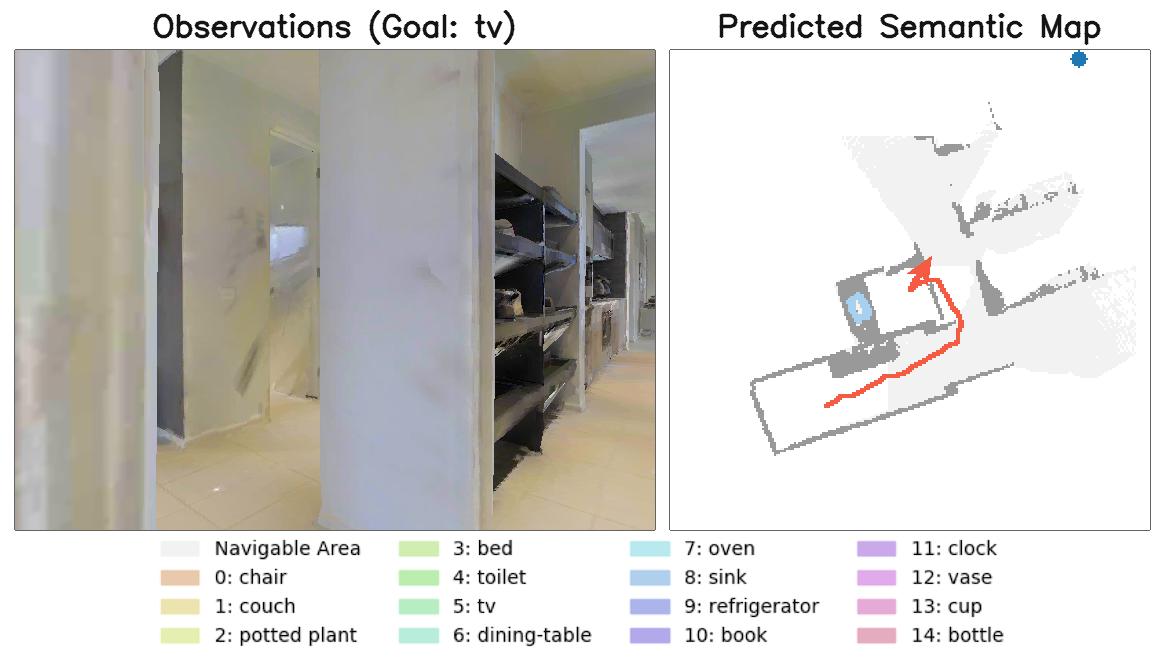 Observations (Goal: tv)
Predicted Semantic Map
Navigable Area
0: chair
1: couch
2: potted plant
3: bed
4: toilet
5: tv
6: dining-table
7: oven
8: sink
9: refrigerator
10: book
11: clock
12: vase
13: cup
14: bottle